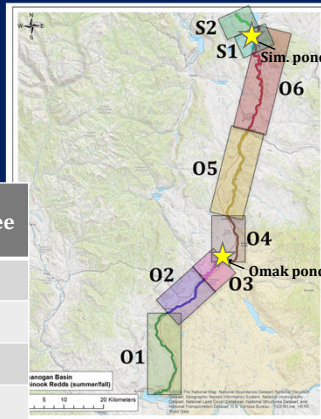 N
W
E
S
S2
S1
Sim. pond
O6
O5
ee
O4
Omak pond
O3
O2
O1
anogan Basin
inook Redds (summer/fall)
10
20 Kilometers